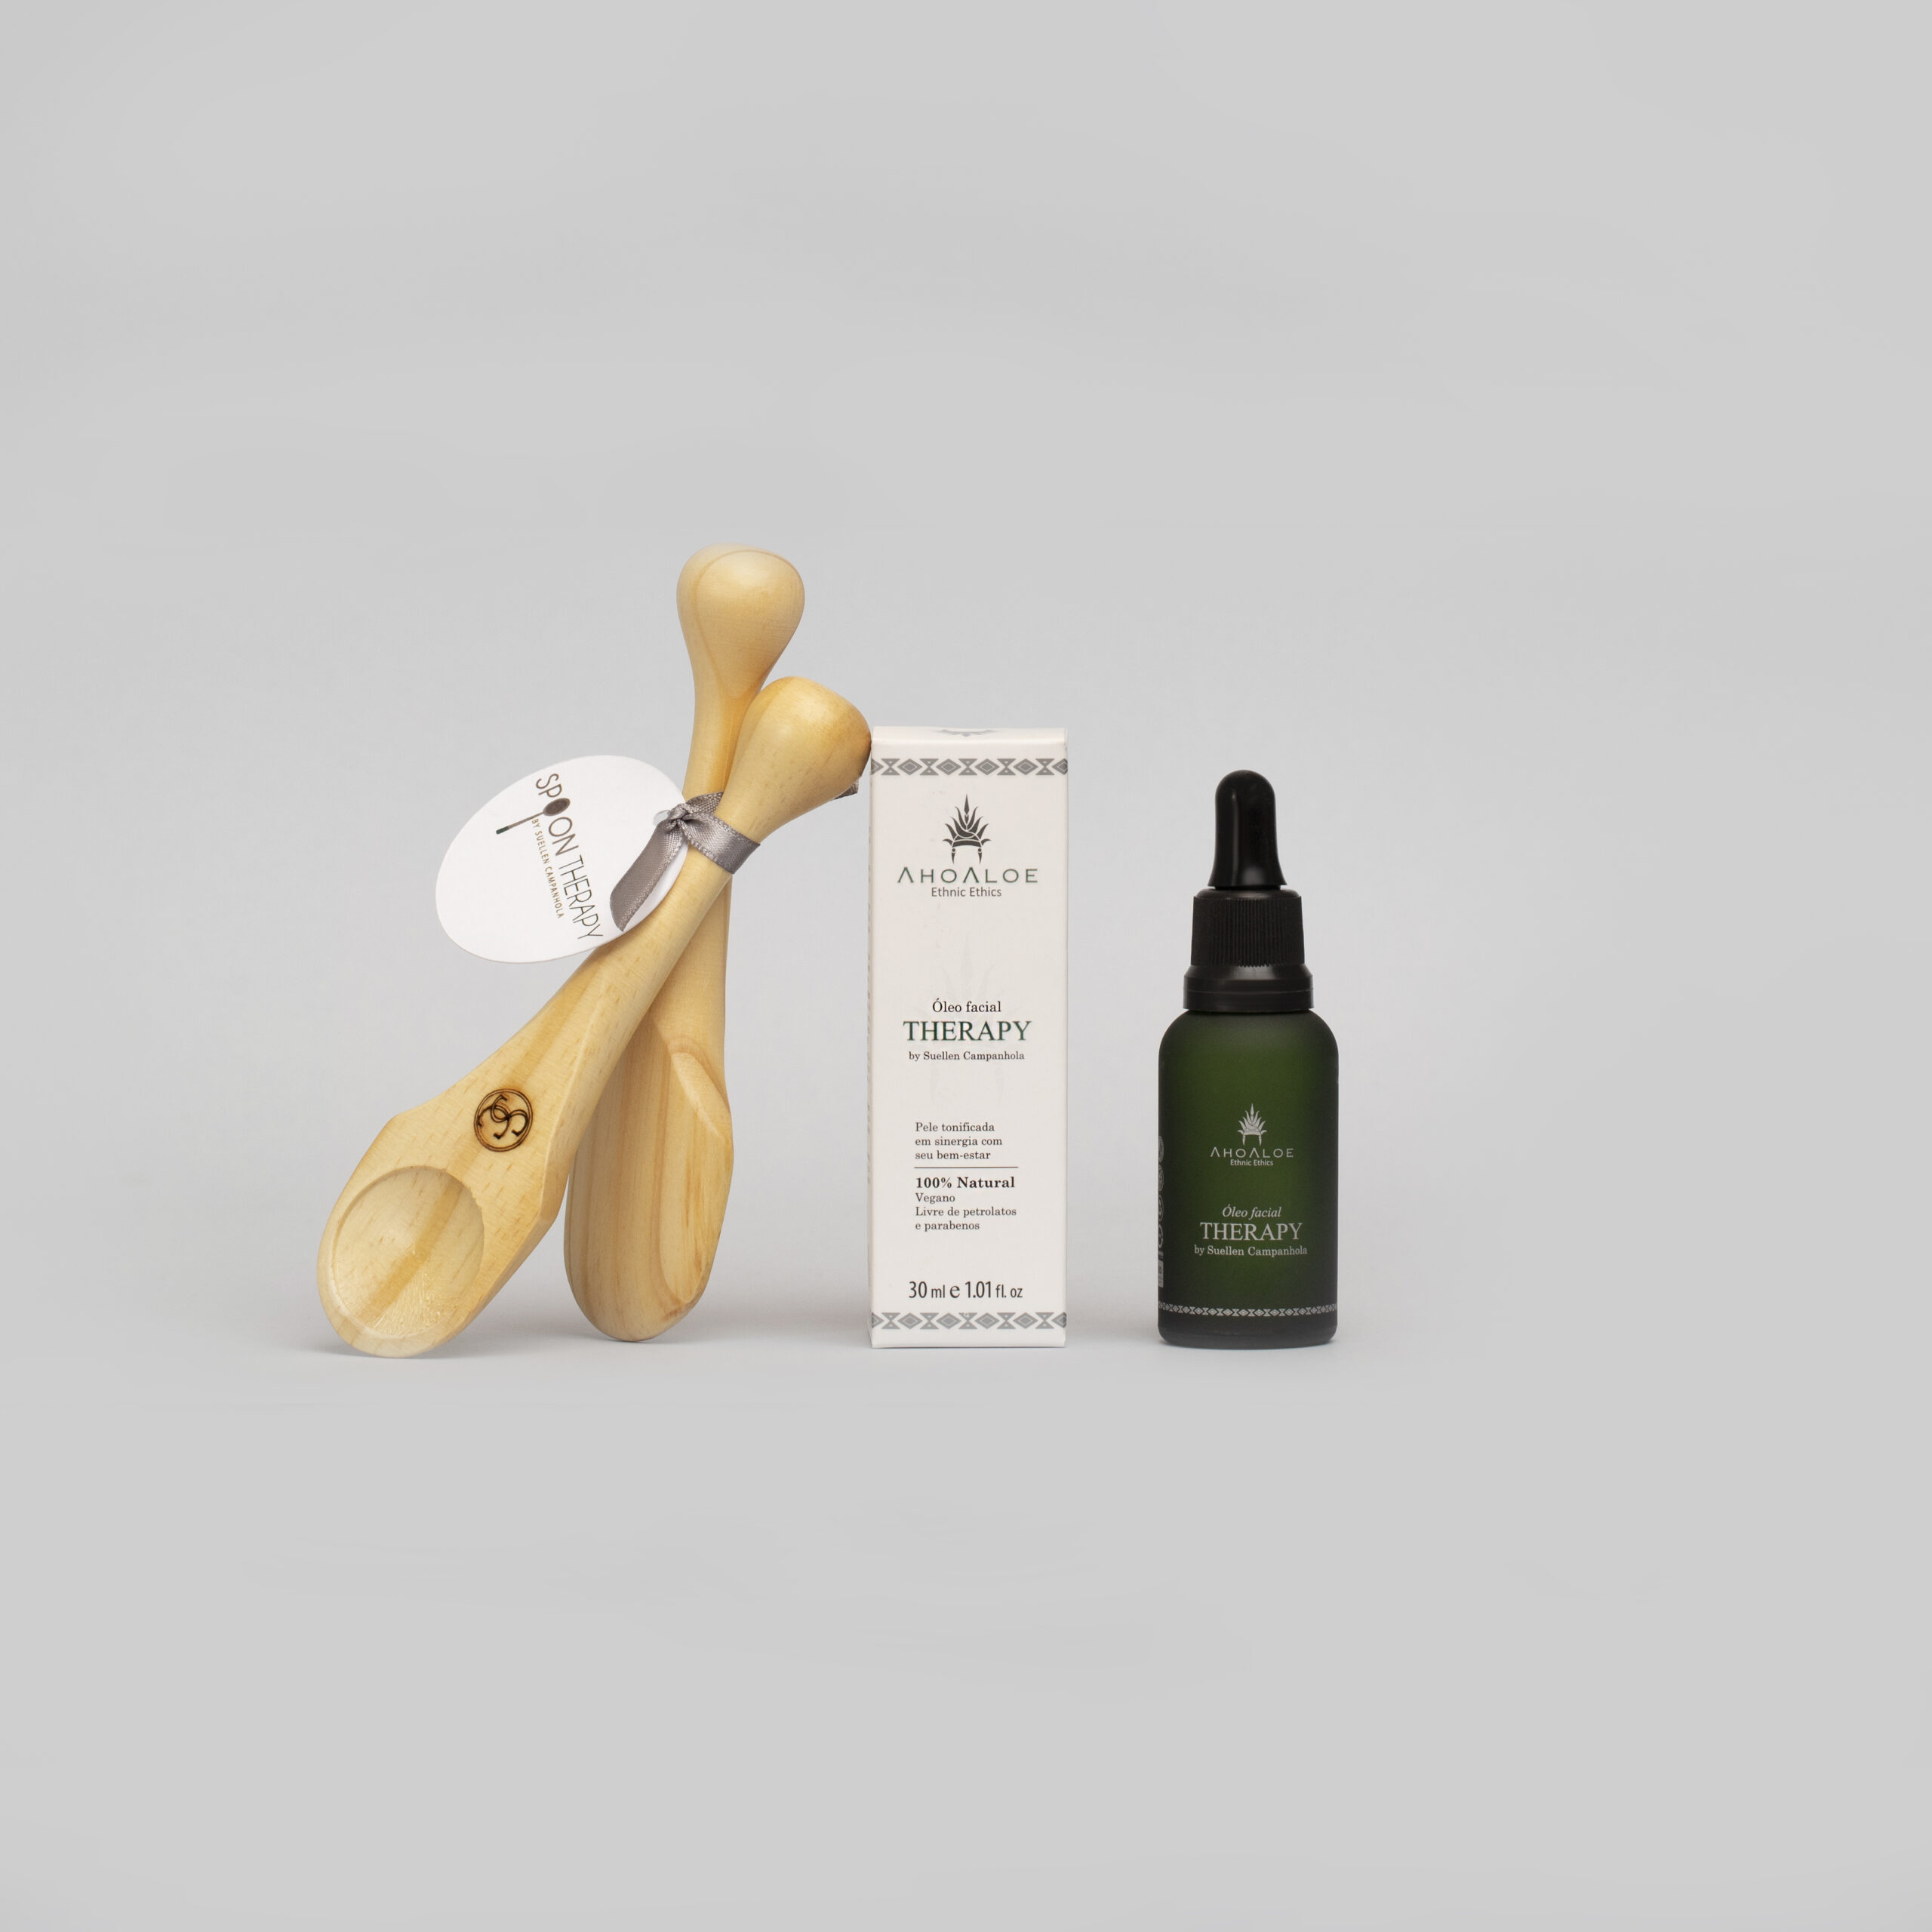 SPOON THERAPY
BY SUELLEN CAMPANHOLA
AHOALOE
Ethnic Ethics
Óleo facial
THERAPY
by Suellen Campanhola
Pele tonificada
em sinergia com
seu bem-estar
100% Natural
Vegano
Livre de petrolatos
e parabenos
30 ml e 1.01 fl. oz
AHOALOE
Ethnic Ethics
Óleo facial
THERAPY
by Suellen Campanhola